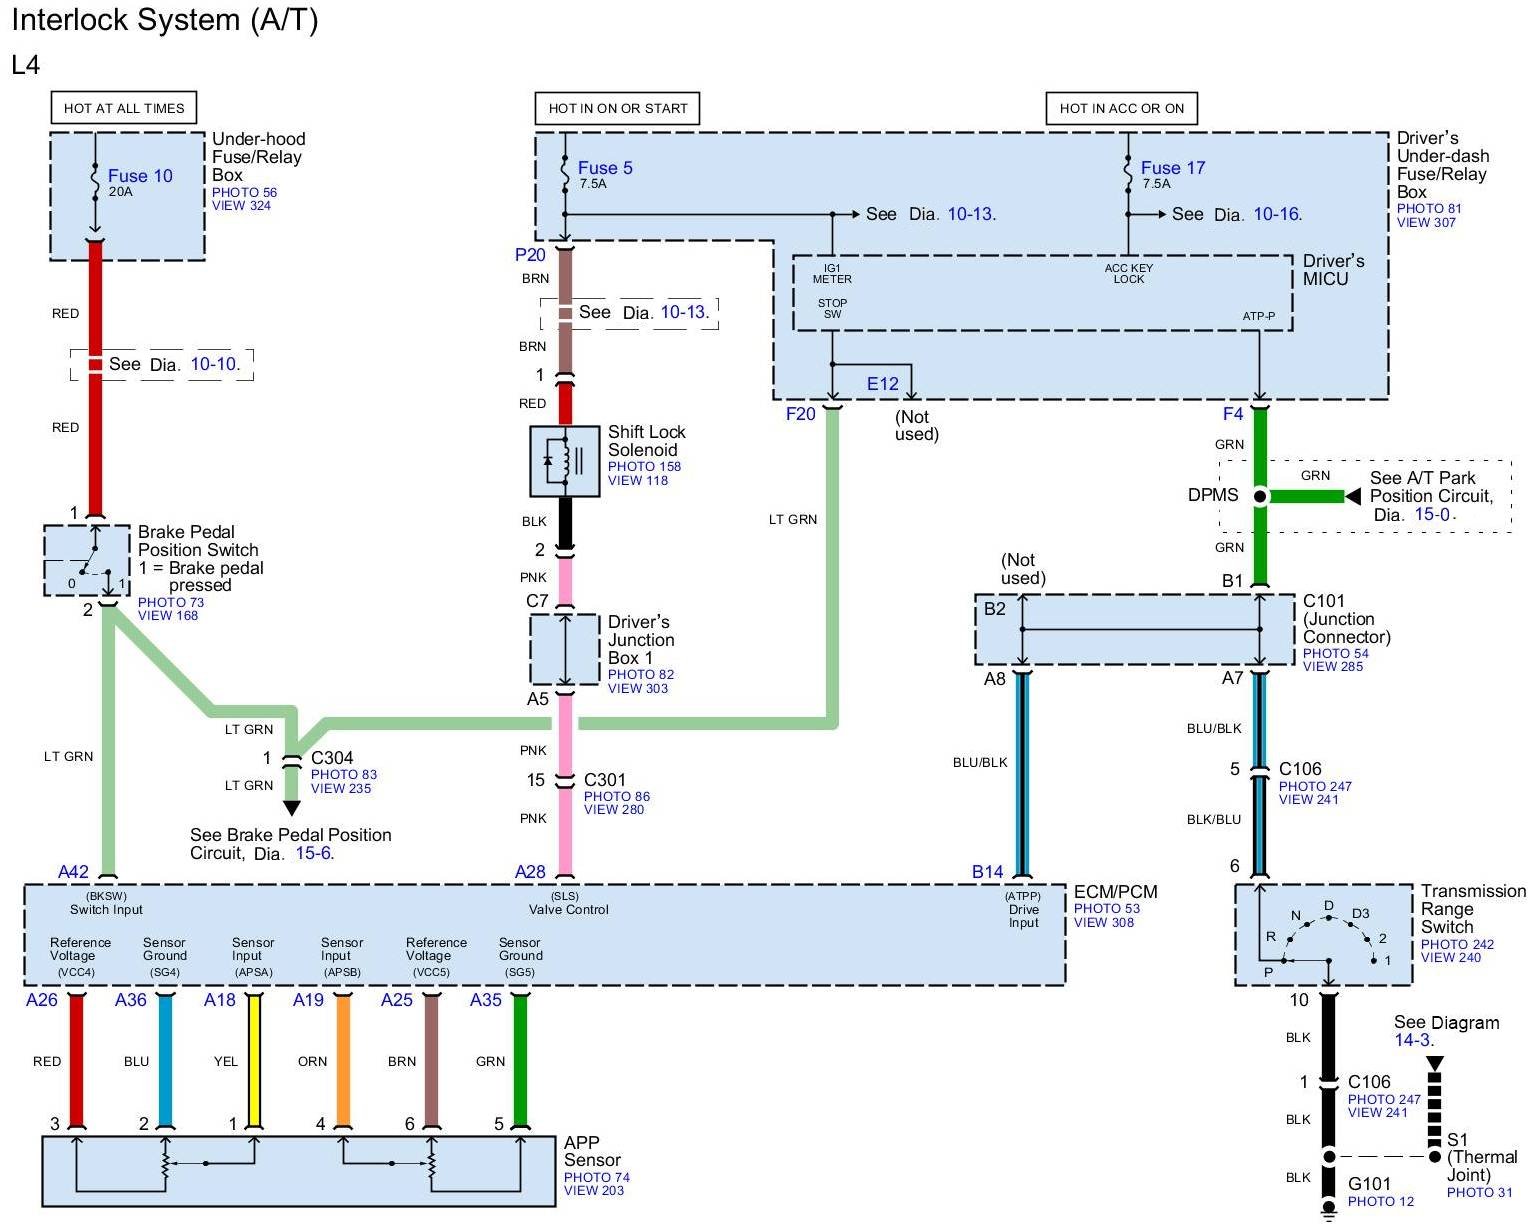 Interlock System (A/T)
L4
HOT AT ALL TIMES
Under-hood
Fuse/Relay
Box
PHOTO 56
VIEW 324
Fuse 10
20A
RED
See Dia. 10-10.
RED
1
Brake Pedal
Position Switch
1 = Brake pedal
pressed
PHOTO 73
VIEW 168
0
1
2
LT GRN
LT GRN
1
C304
PHOTO 83
VIEW 235
LT GRN
See Brake Pedal Position
Circuit, Dia. 15-6.
HOT IN ON OR START
Fuse 5
7.5A
See Dia. 10-13.
P20
BRN
See Dia. 10-13.
BRN
1
RED
Shift Lock
Solenoid
PHOTO 158
VIEW 118
BLK
2
PNK
C7
Driver's
Junction
Box 1
PHOTO 82
VIEW 303
A5
PNK
15
C301
PHOTO 86
VIEW 280
PNK
HOT IN ACC OR ON
Fuse 17
7.5A
See Dia. 10-16.
Driver's
Under-dash
Fuse/Relay
Box
PHOTO 81
VIEW 307
IG1
METER
STOP
SW
ACC KEY
LOCK
ATP-P
Driver's
MICU
E12
F20
(Not
used)
LT GRN
F4
GRN
DPMS
GRN
See A/T Park
Position Circuit,
Dia. 15-0.
GRN
B1
(Not
used)
B2
C101
(Junction
Connector)
PHOTO 54
VIEW 285
A8
A7
BLU/BLK
BLU/BLK
5
C106
PHOTO 247
VIEW 241
BLK/BLU
6
A42
A28
B14
(BKSW)
Switch Input
(SLS)
Valve Control
(ATPP)
Drive
Input
ECM/PCM
PHOTO 53
VIEW 308
Reference
Voltage
(VCC4)
Sensor
Ground
(SG4)
Sensor
Input
(APSA)
Sensor
Input
(APSB)
Reference
Voltage
(VCC5)
Sensor
Ground
(SG5)
A26
A36
A18
A19
A25
A35
RED
BLU
YEL
ORN
BRN
GRN
3
2
1
4
6
5
APP
Sensor
PHOTO 74
VIEW 203
P
R
N
D
D3
2
1
Transmission
Range
Switch
PHOTO 242
VIEW 240
10
BLK
1
C106
PHOTO 247
VIEW 241
BLK
See Diagram
14-3.
S1
(Thermal
Joint)
PHOTO 31
BLK
G101
PHOTO 12